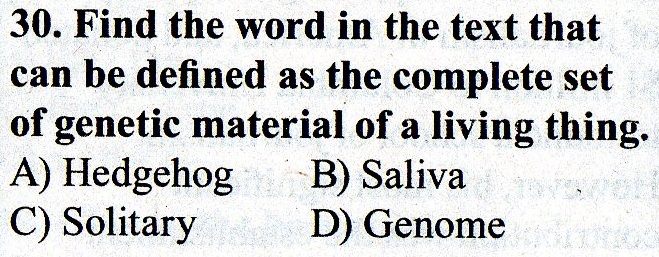 30. Find the word in the text that
can be defined as the complete set
of genetic material of a living thing.
A) Hedgehog B) Saliva
C) Solitary D) Genome